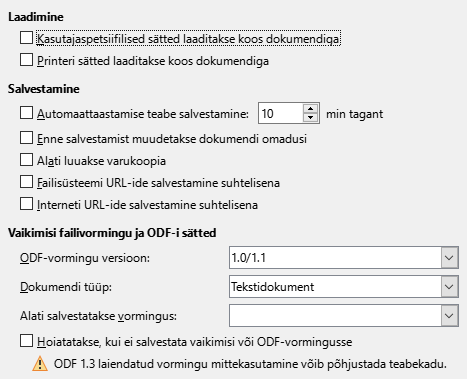 Laadimine
Kasutajaspetsiifilised sätted laaditakse koos dokumendiga
Printeri sätted laaditakse koos dokumendiga
Salvestamine
Automaattaastamise teabe salvestamine: 10 min tagant
Enne salvestamist muudetakse dokumendi omadusi
Alati luuakse varukoopia
Failisüsteemi URL-ide salvestamine suhtelisena
Interneti URL-ide salvestamine suhtelisena
Vaikimisi failivormingu ja ODF-i sätted
ODF-vormingu versioon: 1.0/1.1
Dokumendi tüüp: Tekstidokument
Alati salvestatakse vormingus:
Hoiatatakse, kui ei salvestata vaikimisi või ODF-vormingusse
ODF 1.3 laiendatud vormingu mittekasutamine võib põhjustada teabekadu.